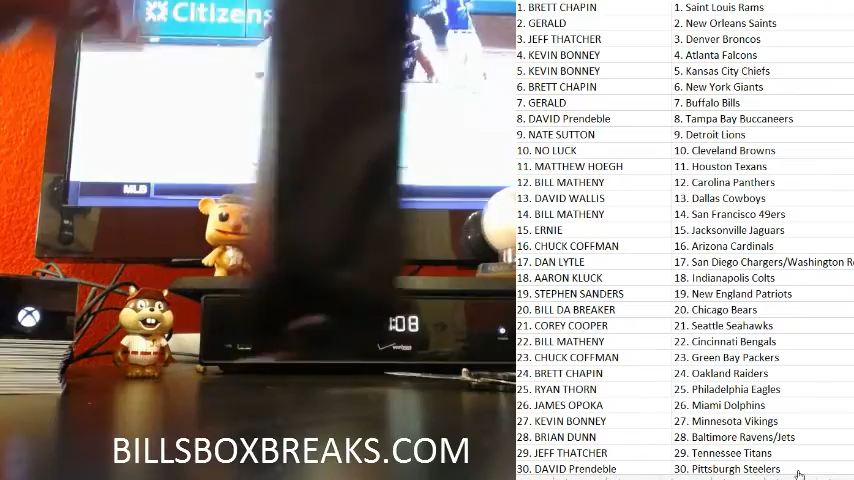 Citizens
MLB
1:08
verizon
BILLSBOXBREAKS.COM
1. BRETT CHAPIN 1. Saint Louis Rams
2. GERALD 2. New Orleans Saints
3. JEFF THATCHER 3. Denver Broncos
4. KEVIN BONNEY 4. Atlanta Falcons
5. KEVIN BONNEY 5. Kansas City Chiefs
6. BRETT CHAPIN 6. New York Giants
7. GERALD 7. Buffalo Bills
8. DAVID Prendeble 8. Tampa Bay Buccaneers
9. NATE SUTTON 9. Detroit Lions
10. NO LUCK 10. Cleveland Browns
11. MATTHEW HOEGH 11. Houston Texans
12. BILL MATHENY 12. Carolina Panthers
13. DAVID WALLIS 13. Dallas Cowboys
14. BILL MATHENY 14. San Francisco 49ers
15. ERNIE 15. Jacksonville Jaguars
16. CHUCK COFFMAN 16. Arizona Cardinals
17. DAN LYTLE 17. San Diego Chargers/Washington R
18. AARON KLUCK 18. Indianapolis Colts
19. STEPHEN SANDERS 19. New England Patriots
20. BILL DA BREAKER 20. Chicago Bears
21. COREY COOPER 21. Seattle Seahawks
22. BILL MATHENY 22. Cincinnati Bengals
23. CHUCK COFFMAN 23. Green Bay Packers
24. BRETT CHAPIN 24. Oakland Raiders
25. RYAN THORN 25. Philadelphia Eagles
26. JAMES OPOKA 26. Miami Dolphins
27. KEVIN BONNEY 27. Minnesota Vikings
28. BRIAN DUNN 28. Baltimore Ravens/Jets
29. JEFF THATCHER 29. Tennessee Titans
30. DAVID Prendeble 30. Pittsburgh Steelers